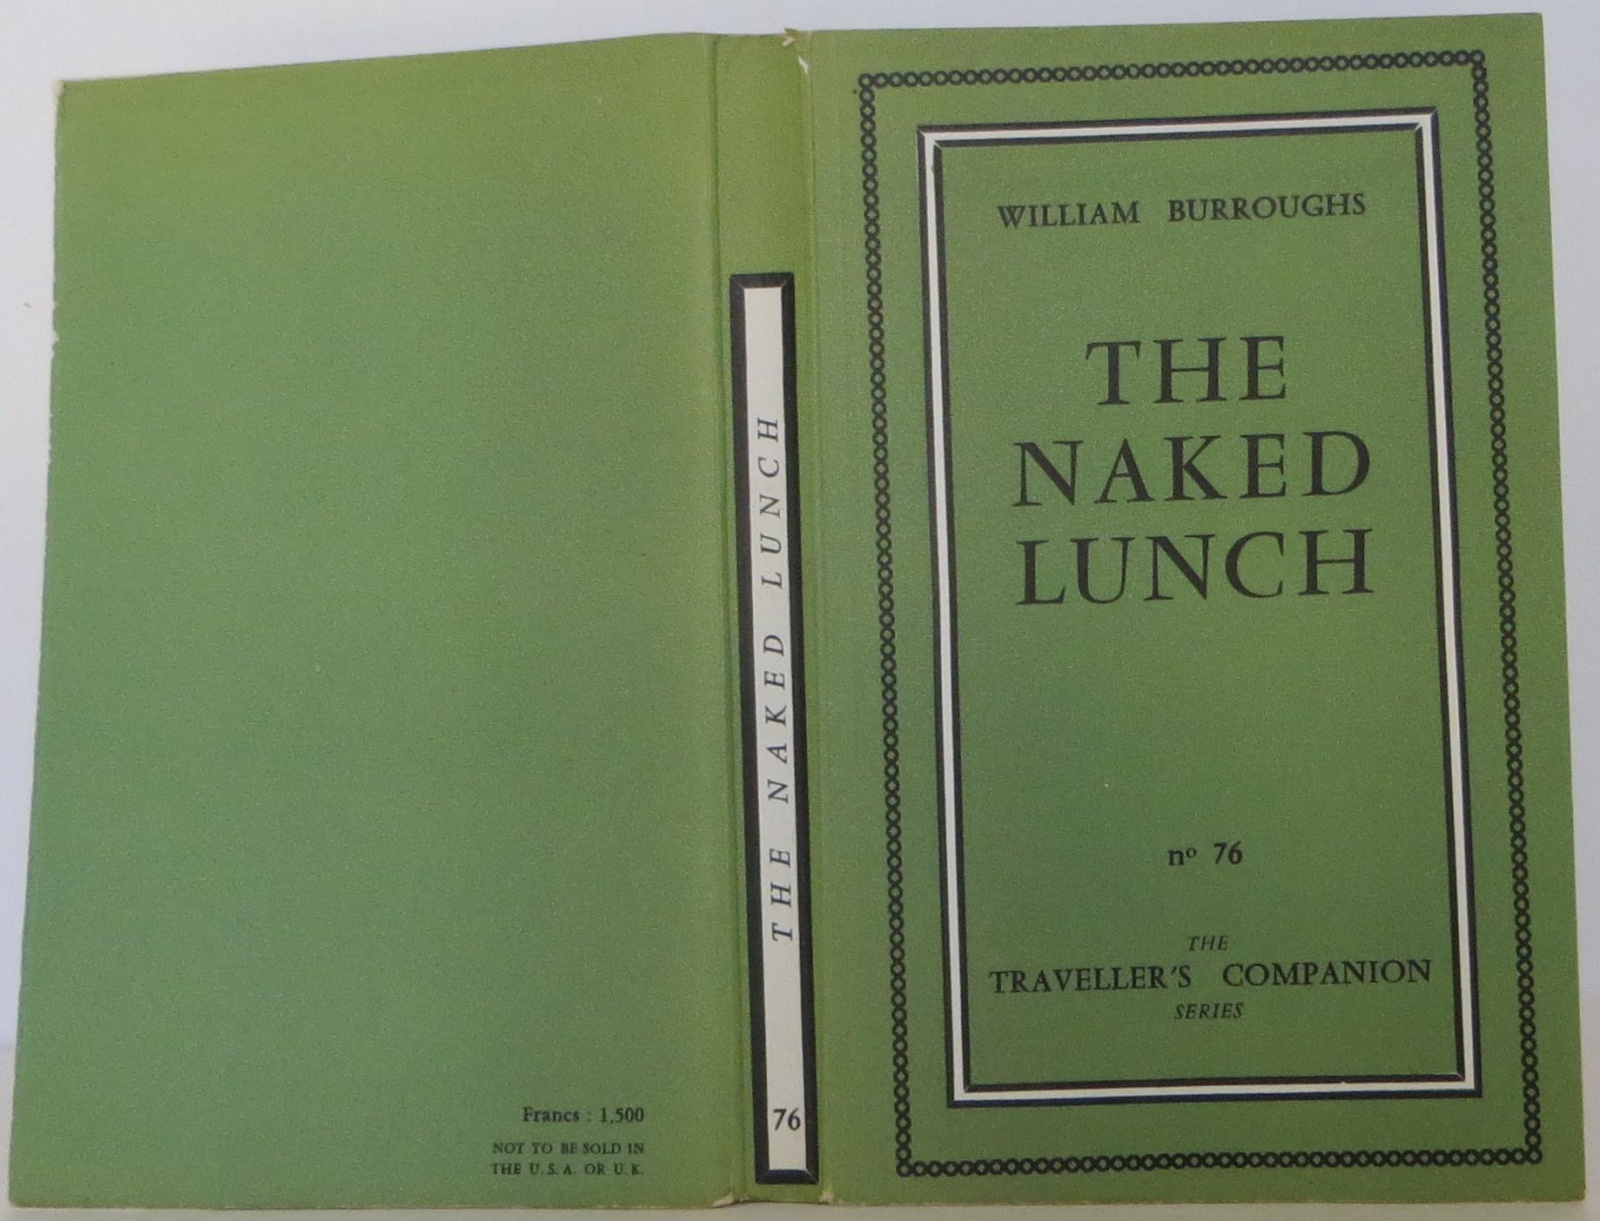 WILLIAM BURROUGHS
THE
NAKED
LUNCH
nº 76
THE
TRAVELLER'S COMPANION
SERIES
THE NAKED LUNCH
76
Francs : 1,500
NOT TO BE SOLD IN
THE U.S.A. OR U.K.